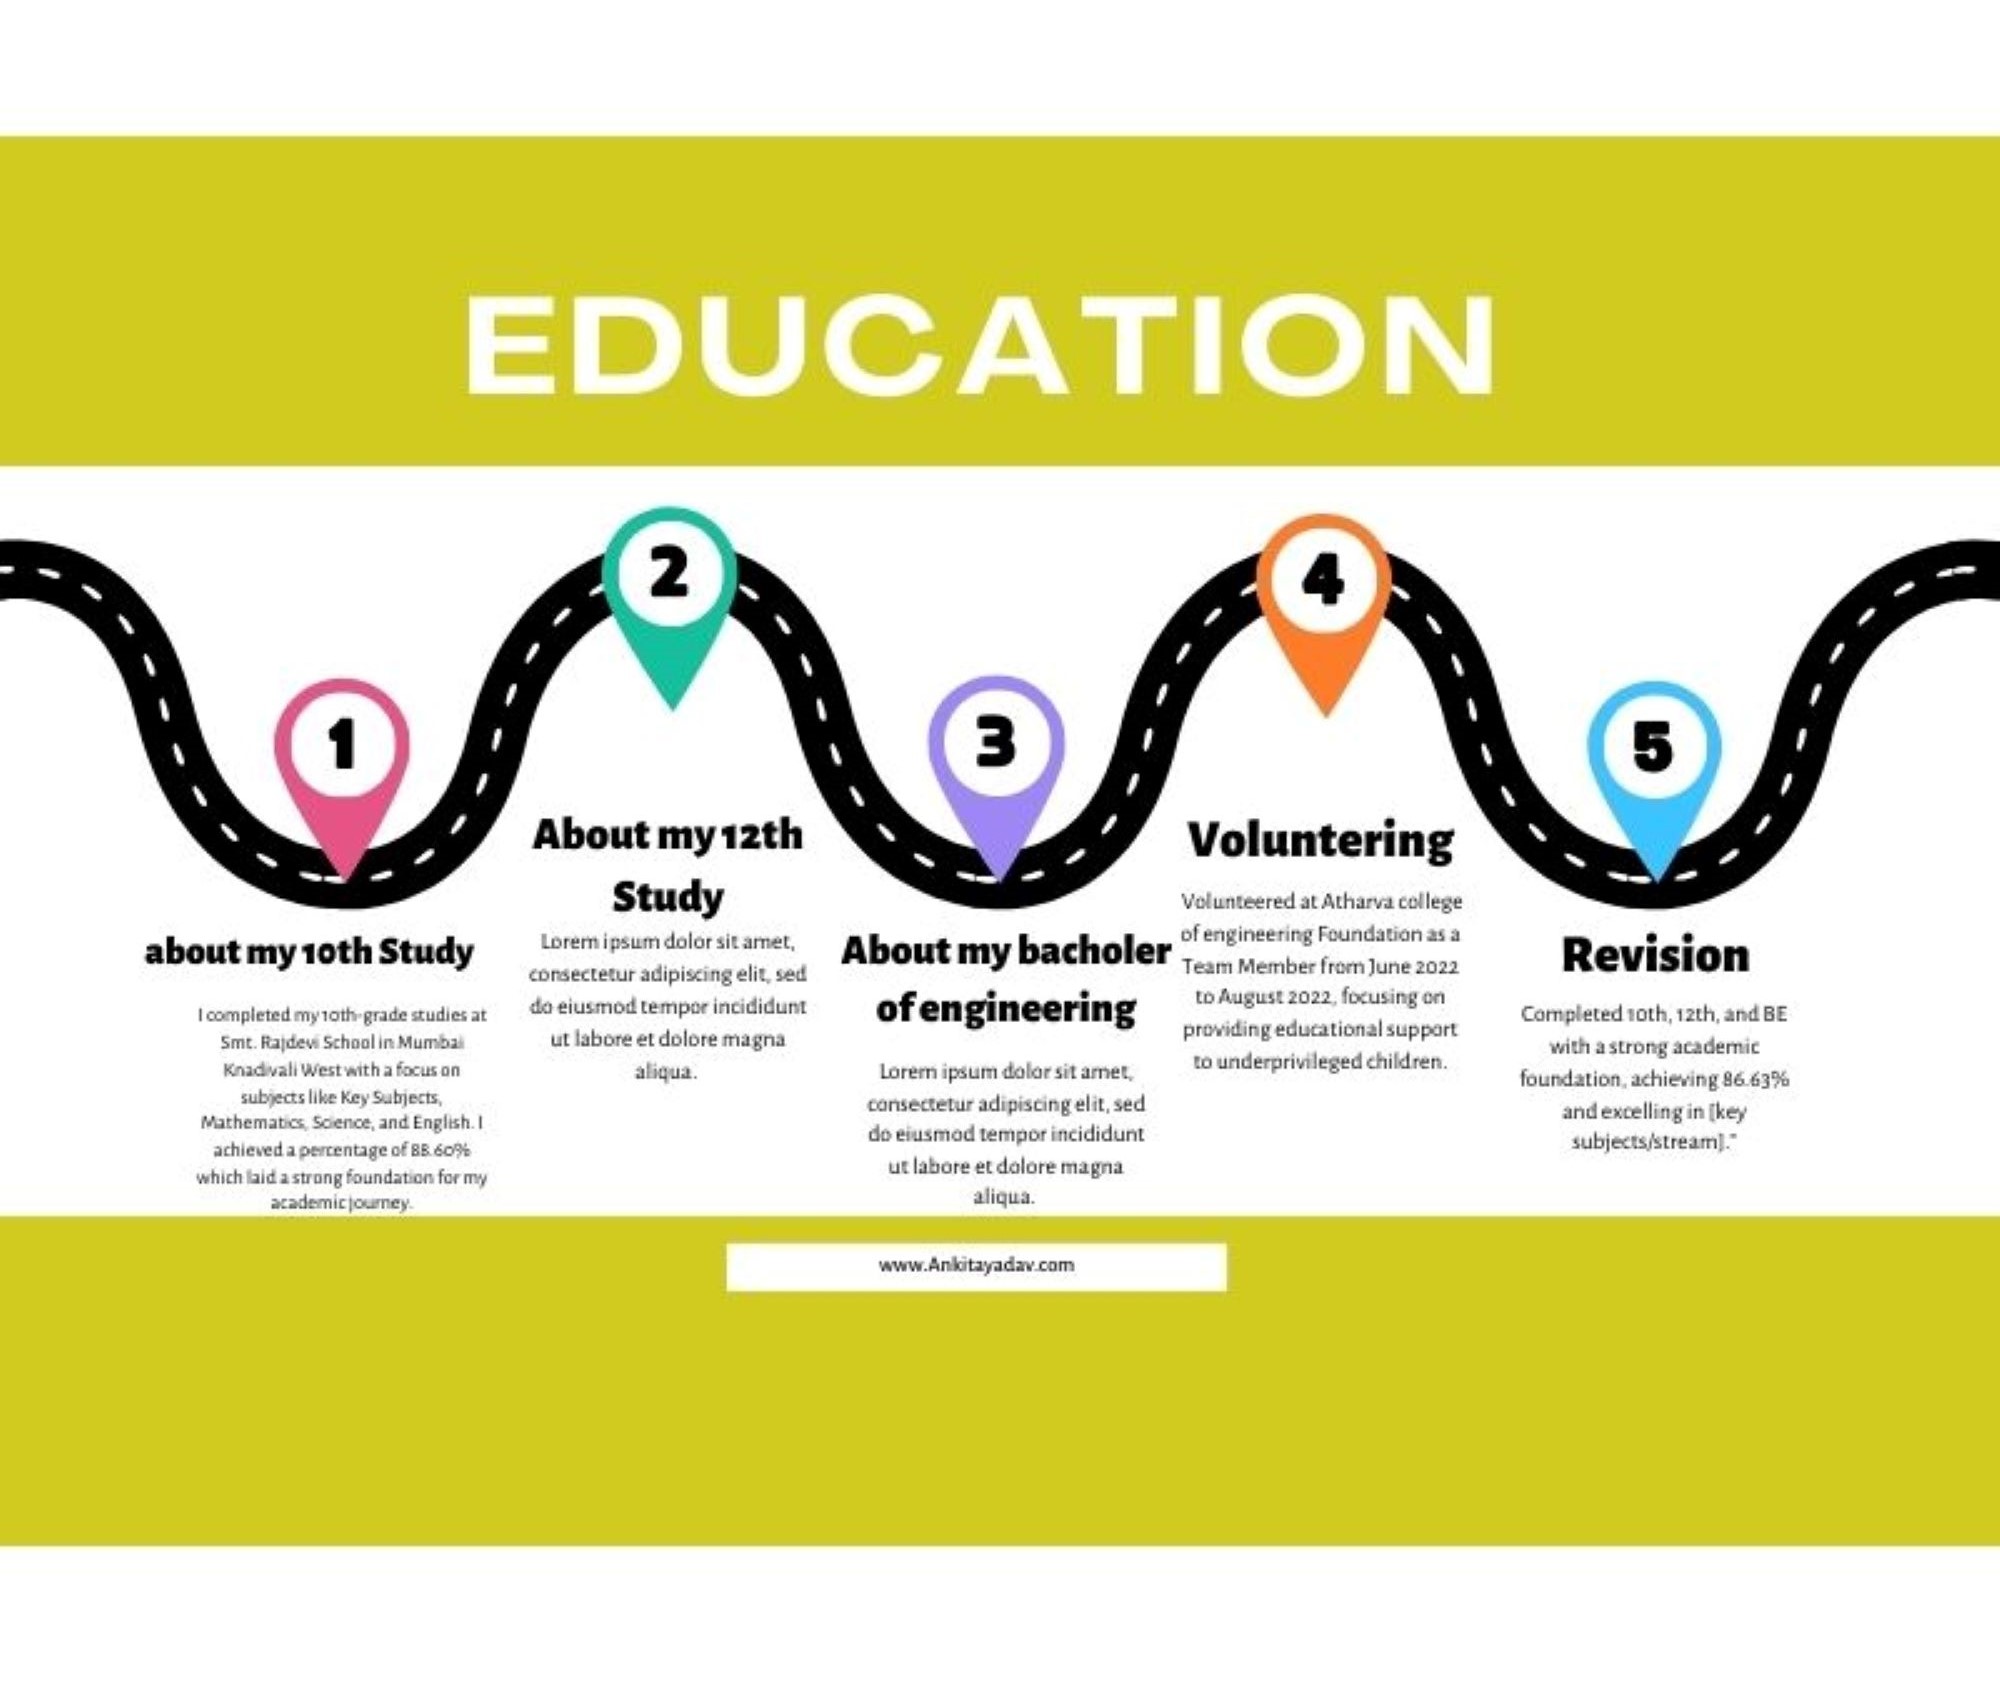 EDUCATION
1
about my 10th Study
I completed my 10th-grade studies at
Smt. Rajdevi School in Mumbai
Knadivali West with a focus on
subjects like Key Subjects,
Mathematics, Science, and English. I
achieved a percentage of 88.60%
which laid a strong foundation for my
academic journey.
2
About my 12th
Study
Lorem ipsum dolor sit amet,
consectetur adipiscing elit, sed
do eiusmod tempor incididunt
ut labore et dolore magna
aliqua.
3
About my bacholer
of engineering
Lorem ipsum dolor sit amet,
consectetur adipiscing elit, sed
do eiusmod tempor incididunt
ut labore et dolore magna
aliqua.
4
Voluntering
Volunteered at Atharva college
of engineering Foundation as a
Team Member from June 2022
to August 2022, focusing on
providing educational support
to underprivileged children.
5
Revision
Completed 10th, 12th, and BE
with a strong academic
foundation, achieving 86.63%
and excelling in [key
subjects/stream]."
www.Ankitayadav.com